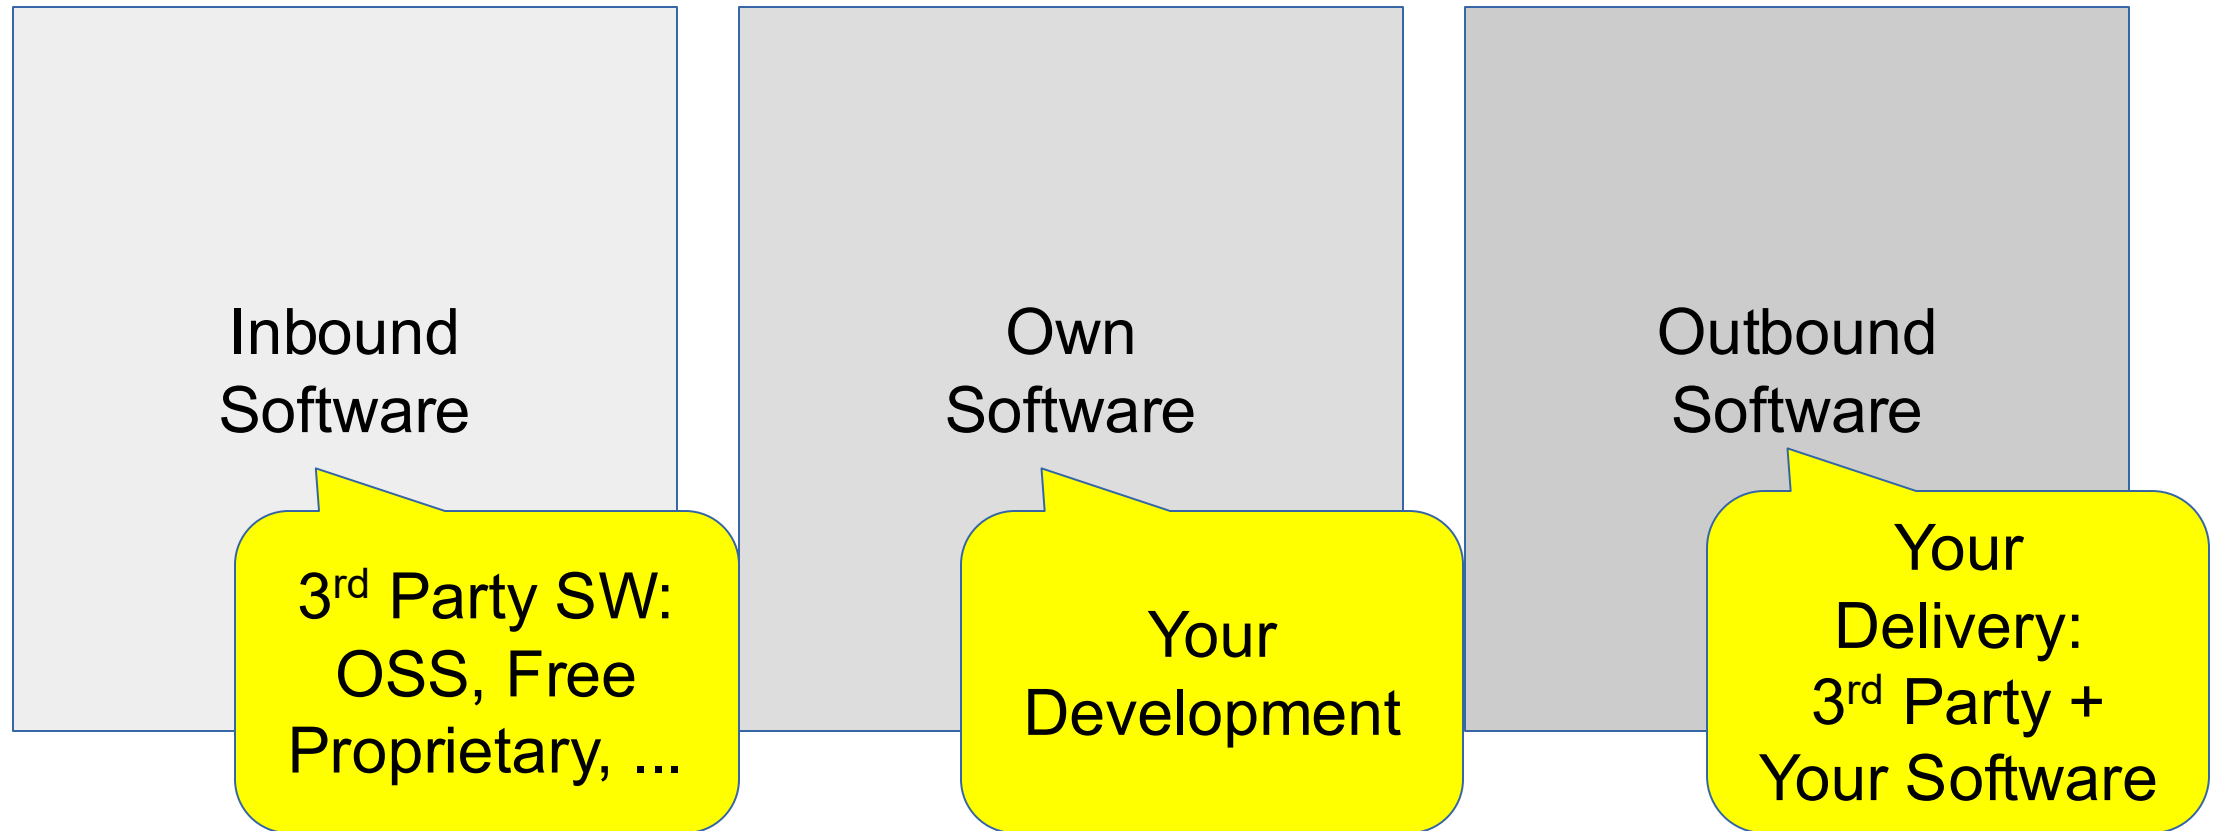 Inbound
Software
3rd Party SW:
OSS, Free
Proprietary, ...
Own
Software
Your
Development
Outbound
Software
Your
Delivery:
3rd Party +
Your Software